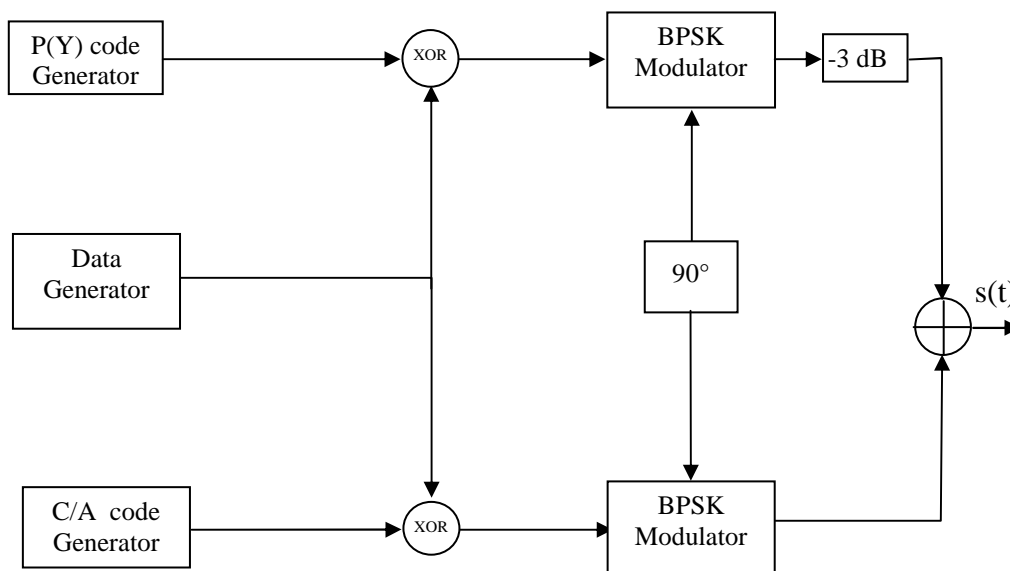 P(Y) code
Generator
XOR
BPSK
Modulator
-3 dB
Data
Generator
90°
s(t)
C/A code
Generator
XOR
BPSK
Modulator